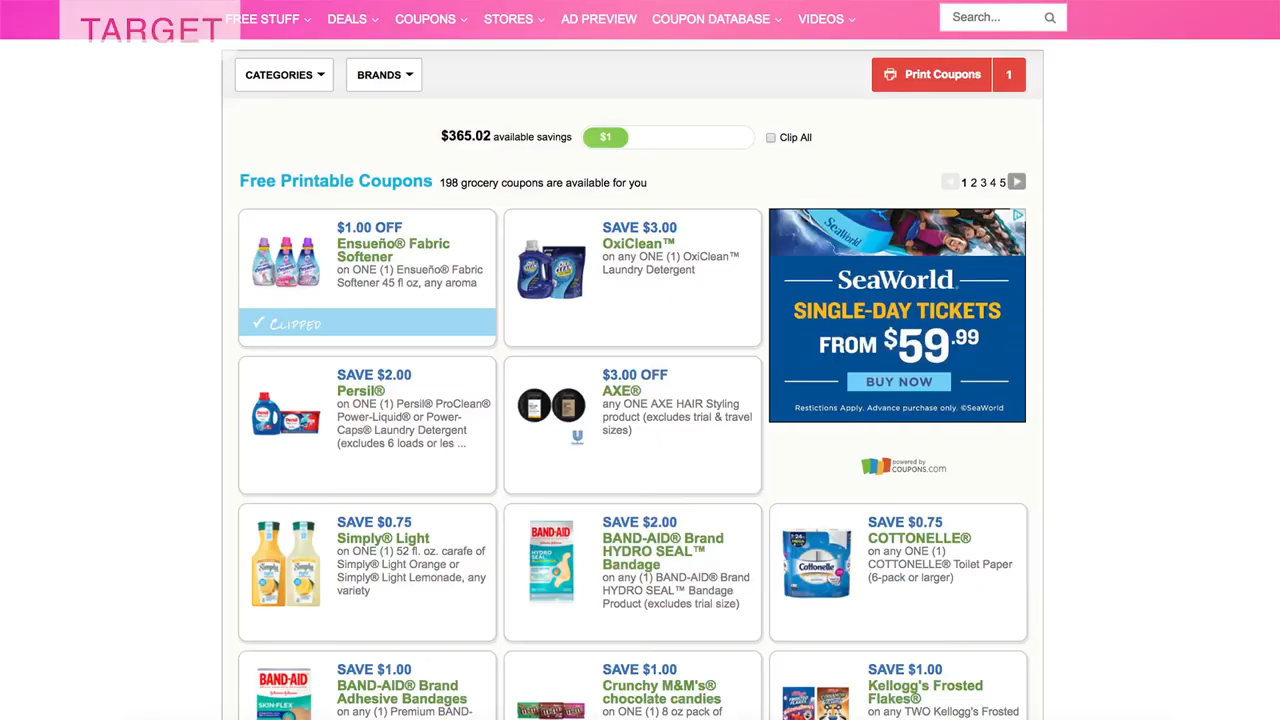 TARGET
FREE STUFF DEALS COUPONS STORES AD PREVIEW COUPON DATABASE VIDEOS Search...
CATEGORIES BRANDS Print Coupons 1
$365.02 available savings $1 Clip All
Free Printable Coupons 198 grocery coupons are available for you 1 2 3 4 5
$1.00 OFF
Ensueño® Fabric
Softener
on ONE (1) Ensueño® Fabric
Softener 45 fl oz, any aroma
✓ CLIPPED
SAVE $3.00
OxiClean™
on any ONE (1) OxiClean™
Laundry Detergent
SeaWorld
SeaWorld
SINGLE-DAY TICKETS
FROM $59.99
BUY NOW
Restictions Apply. Advance purchase only. ©SeaWorld
SAVE $2.00
Persil®
on ONE (1) Persil® ProClean®
Power-Liquid® or Power-
Caps® Laundry Detergent
(excludes 6 loads or les ...
$3.00 OFF
AXE®
any ONE AXE HAIR Styling
product (excludes trial & travel
sizes)
powered by
COUPONS.com
SAVE $0.75
Simply® Light
on ONE (1) 52 fl. oz. carafe of
Simply® Light Orange or
Simply® Light Lemonade, any
variety
BAND-AID
HYDRO
SEAL
SAVE $2.00
BAND-AID® Brand
HYDRO SEAL™
Bandage
on any (1) BAND-AID® Brand
HYDRO SEAL™ Bandage
Product (excludes trial size)
Cottonelle
SAVE $0.75
COTTONELLE®
on any ONE (1)
COTTONELLE® Toilet Paper
(6-pack or larger)
BAND-AID
SKIN-FLEX
SAVE $1.00
BAND-AID® Brand
Adhesive Bandages
on any (1) Premium BAND-
SAVE $1.00
Crunchy M&M's®
chocolate candies
on ONE (1) 8 oz pack of
SAVE $1.00
Kellogg's Frosted
Flakes®
on any TWO Kellogg's Frosted